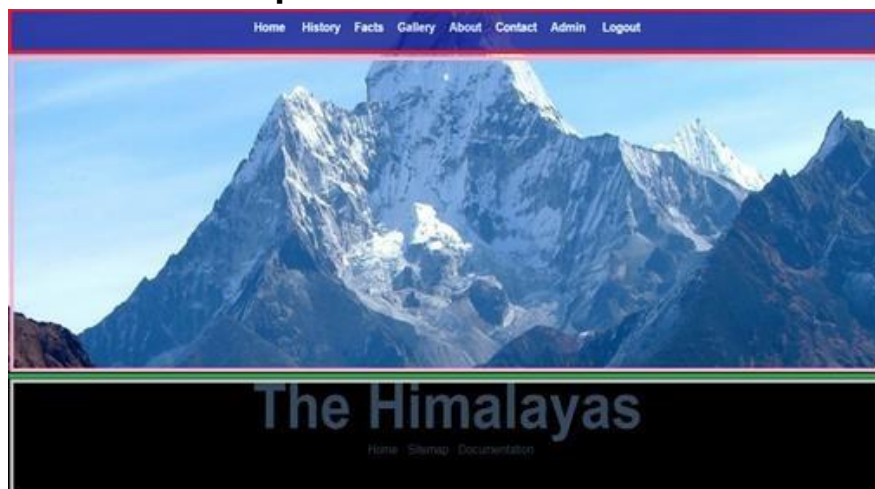 Home History Facts Gallery About Contact Admin Logout
The Himalayas
Home Sitemap Documentation